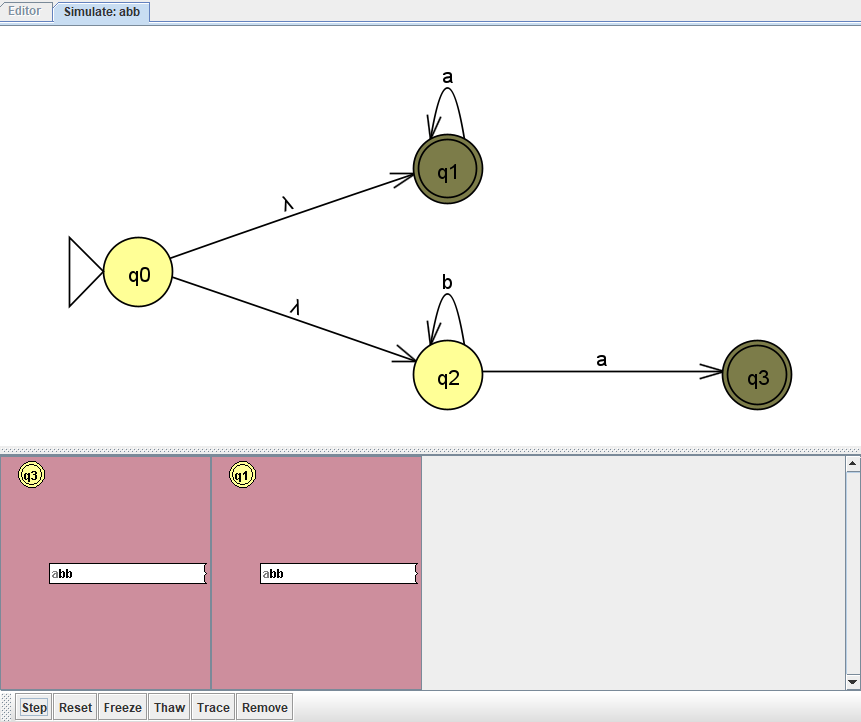 Editor
Simulate: abb
a
q1
λ
q0
λ
b
q2
a
q3
q3
q1
abb
abb
Step Reset Freeze Thaw Trace Remove